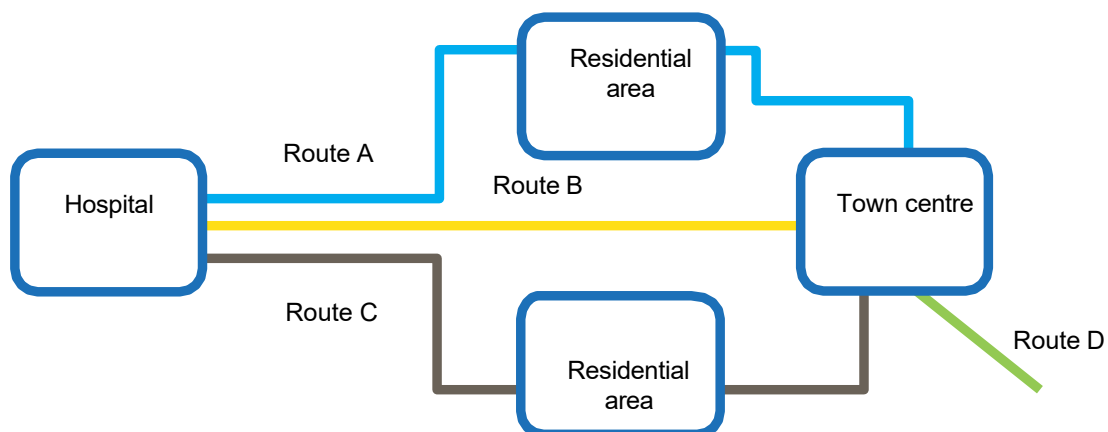 Residential
area
Route A
Route B
Hospital
Town centre
Route C
Route D
Residential
area